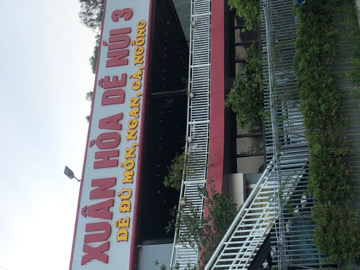 XUÂN HÒA DÊ NÚI 3
DÊ ĐỦ MÓN, NGAN, GÀ, NGỖNG